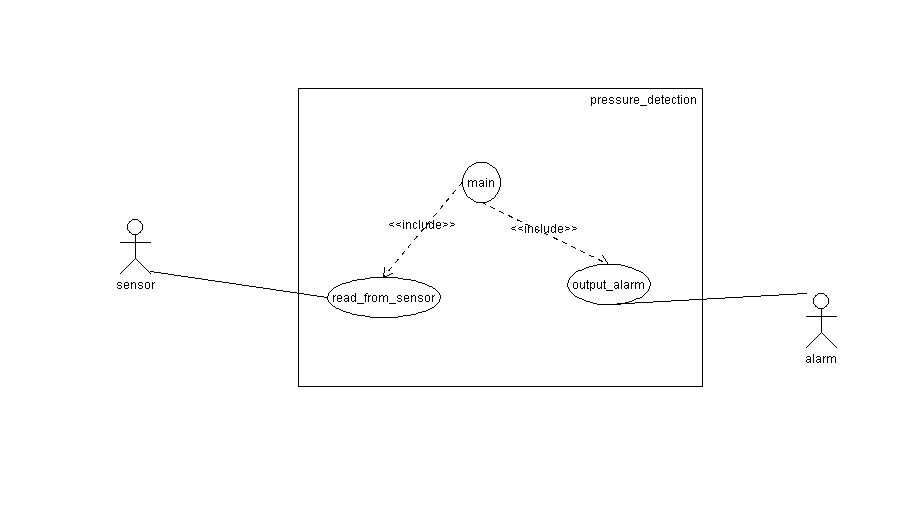 pressure_detection
main
<<include>>
<<include>>
sensor
read_from_sensor
output_alarm
alarm